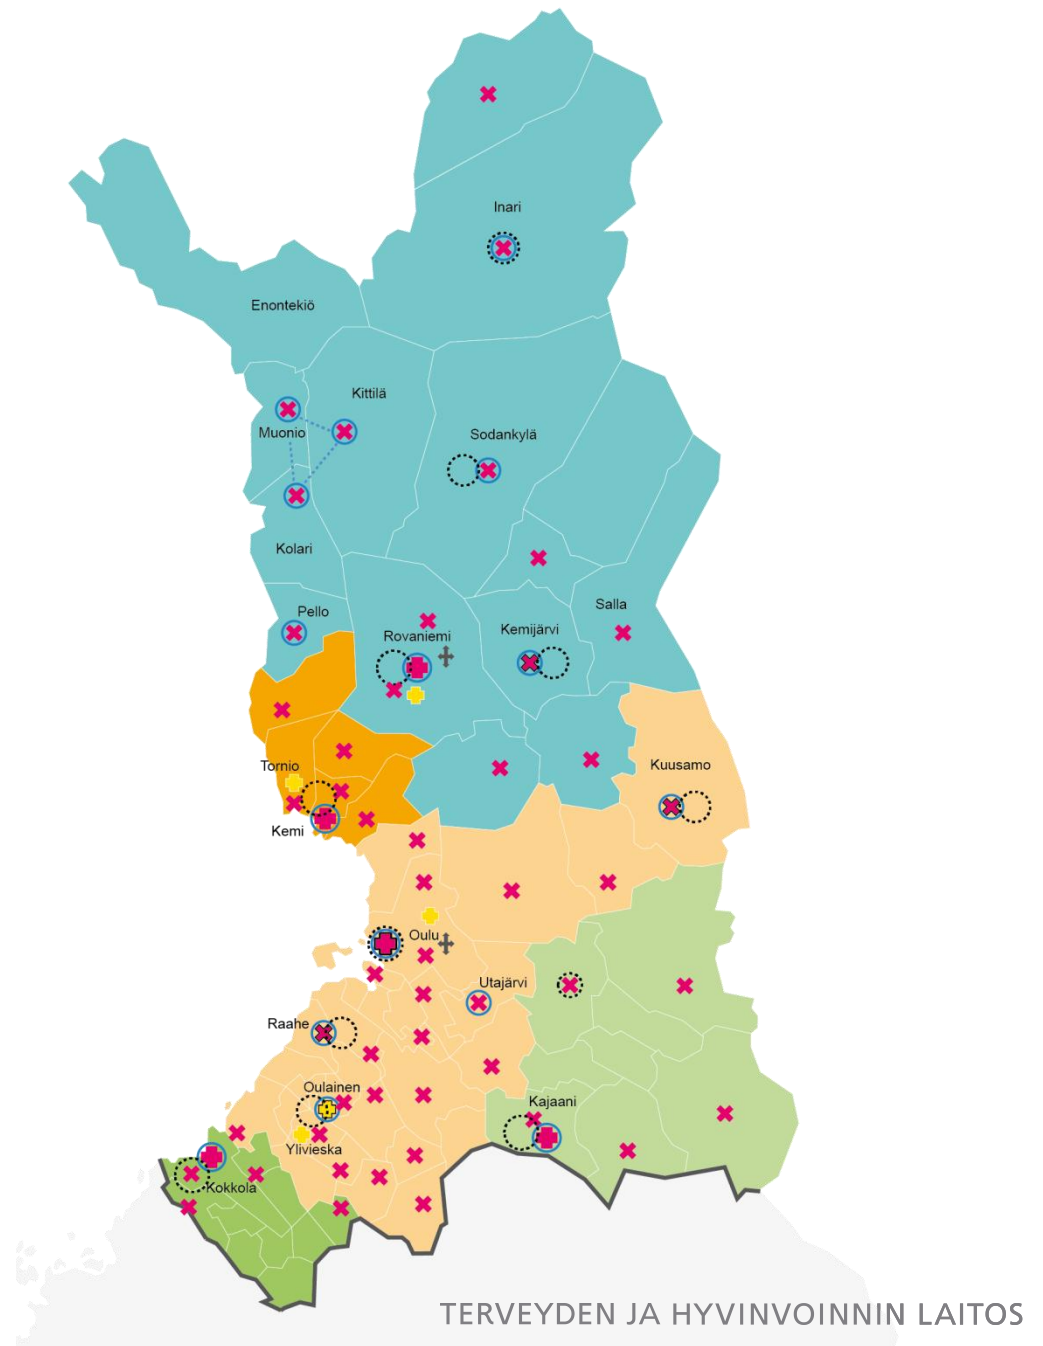 Inari
Enontekiö
Kittilä
Muonio
Sodankylä
Kolari
Pello
Salla
Rovaniemi
Kemijärvi
Tornio
Kuusamo
Kemi
Oulu
Utajärvi
Raahe
Oulainen
Kajaani
Ylivieska
Kokkola
TERVEYDEN JA HYVINVOINNIN LAITOS